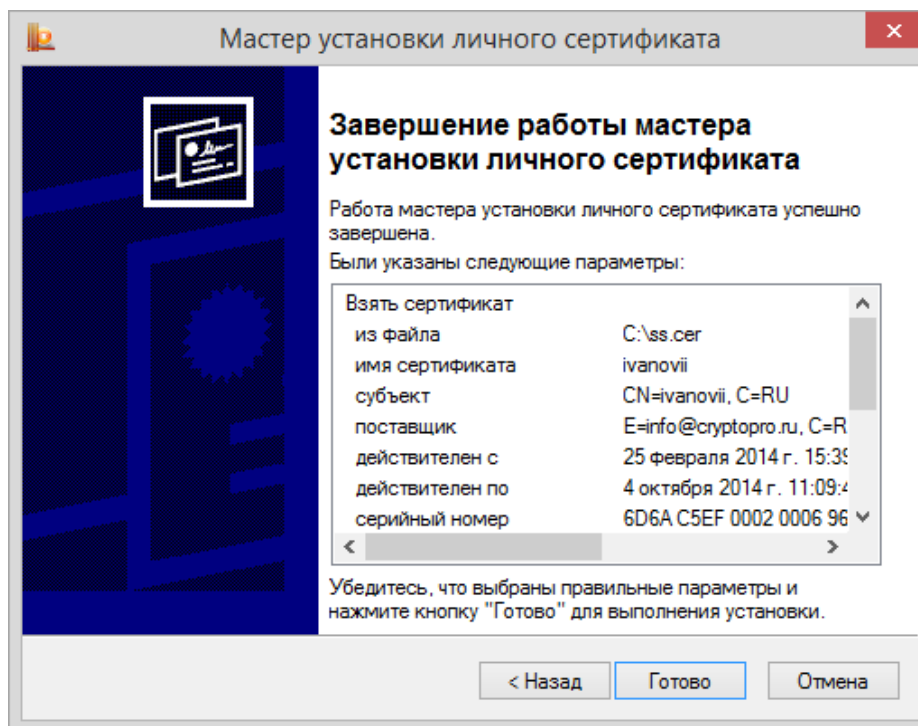 Мастер установки личного сертификата
Завершение работы мастера
установки личного сертификата
Работа мастера установки личного сертификата успешно
завершена.
Были указаны следующие параметры:
Взять сертификат
из файла C:\ss.cer
имя сертификата ivanovii
субъект CN=ivanovii, C=RU
поставщик E=info@cryptopro.ru, C=R
действителен с 25 февраля 2014 г. 15:39
действителен по 4 октября 2014 г. 11:09:4
серийный номер 6D6A C5EF 0002 0006 96
Убедитесь, что выбраны правильные параметры и
нажмите кнопку "Готово" для выполнения установки.
< Назад Готово Отмена